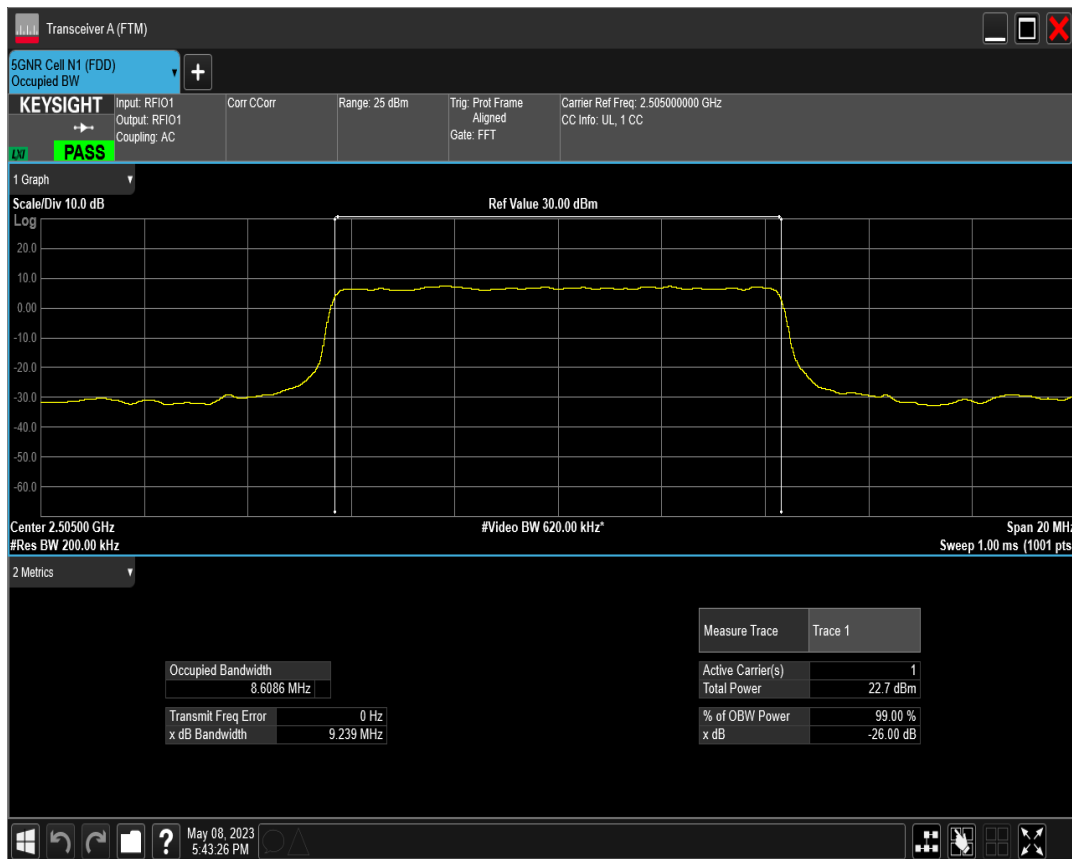 Transceiver A (FTM)
5GNR Cell N1 (FDD)
Occupied BW
+
KEYSIGHT
LXI
PASS
Input: RFIO1
Output: RFIO1
Coupling: AC
Corr CCorr
Range: 25 dBm
Trig: Prot Frame
Aligned
Gate: FFT
Carrier Ref Freq: 2.505000000 GHz
CC Info: UL, 1 CC
1 Graph
Scale/Div 10.0 dB
Ref Value 30.00 dBm
Log
20.0
10.0
0.00
-10.0
-20.0
-30.0
-40.0
-50.0
-60.0
Center 2.50500 GHz
#Video BW 620.00 kHz*
Span 20 MHz
#Res BW 200.00 kHz
Sweep 1.00 ms (1001 pts
2 Metrics
Measure Trace Trace 1
Occupied Bandwidth
8.6086 MHz
Active Carrier(s) 1
Total Power 22.7 dBm
Transmit Freq Error 0 Hz
x dB Bandwidth 9.239 MHz
% of OBW Power 99.00 %
x dB -26.00 dB
?
May 08, 2023
5:43:26 PM